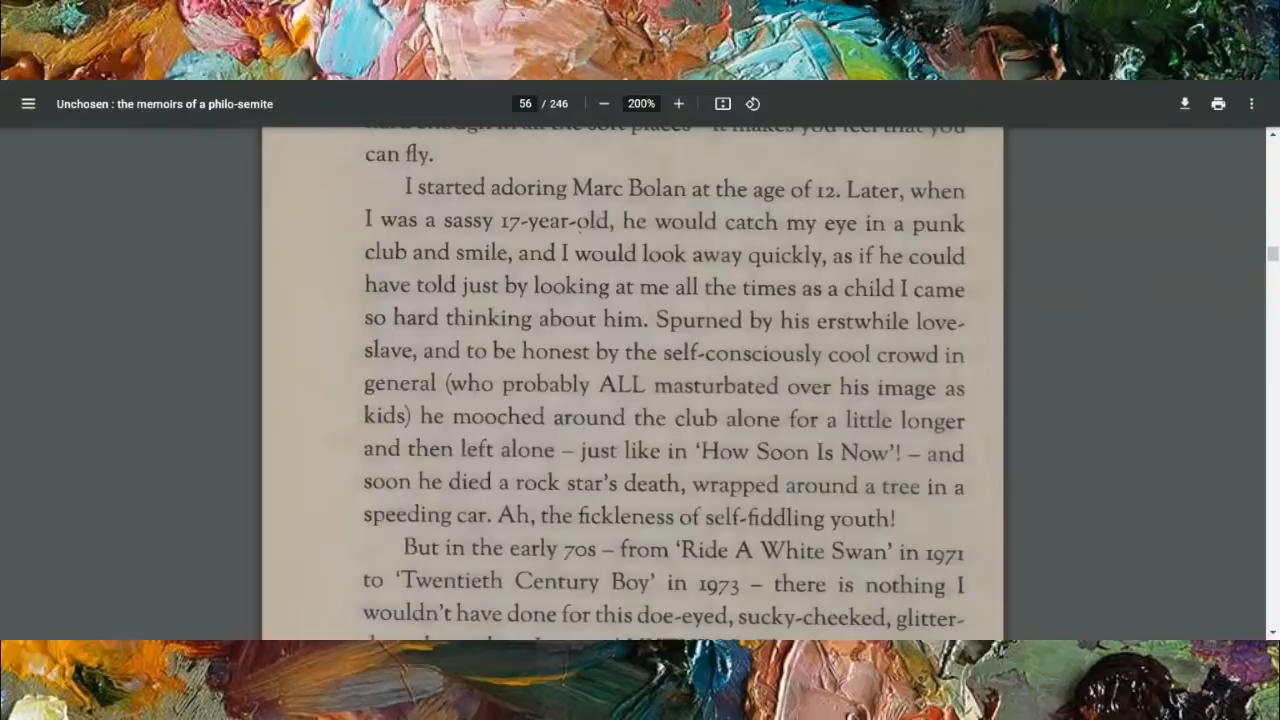 Unchosen : the memoirs of a philo-semite
56 / 246
200%
can fly.
I started adoring Marc Bolan at the age of 12. Later, when
I was a sassy 17-year-old, he would catch my eye in a punk
club and smile, and I would look away quickly, as if he could
have told just by looking at me all the times as a child I came
so hard thinking about him. Spurned by his erstwhile love-
slave, and to be honest by the self-consciously cool crowd in
general (who probably ALL masturbated over his image as
kids) he mooched around the club alone for a little longer
and then left alone – just like in ‘How Soon Is Now’! – and
soon he died a rock star’s death, wrapped around a tree in a
speeding car. Ah, the fickleness of self-fiddling youth!
But in the early 70s – from ‘Ride A White Swan’ in 1971
to ‘Twentieth Century Boy’ in 1973 – there is nothing I
wouldn’t have done for this doe-eyed, sucky-cheeked, glitter-